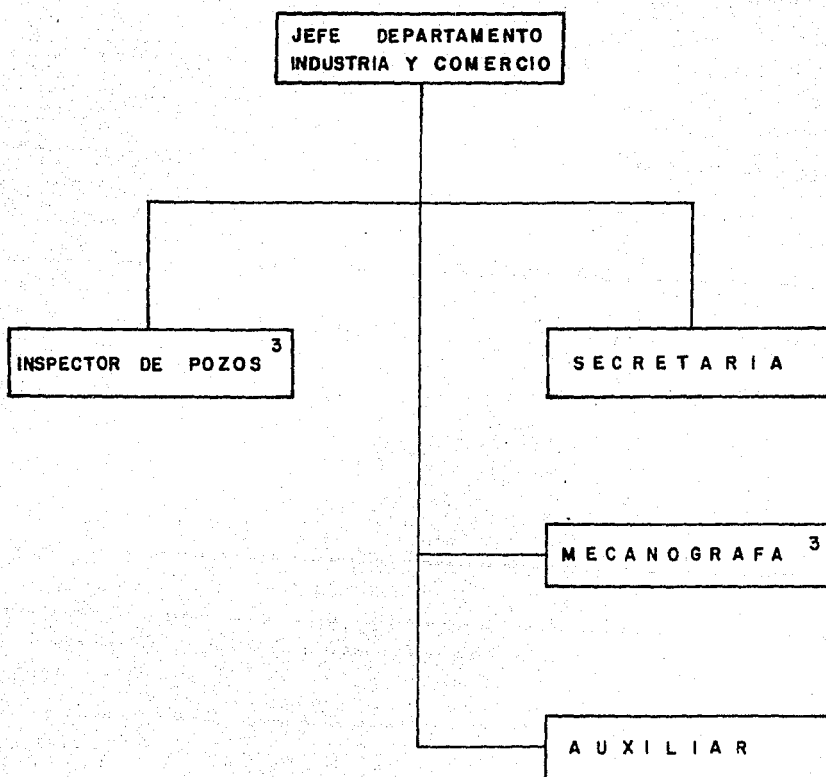 JEFE DEPARTAMENTO
INDUSTRIA Y COMERCIO
INSPECTOR DE POZOS 3
SECRETARIA
MECANOGRAFA 3
AUXILIAR